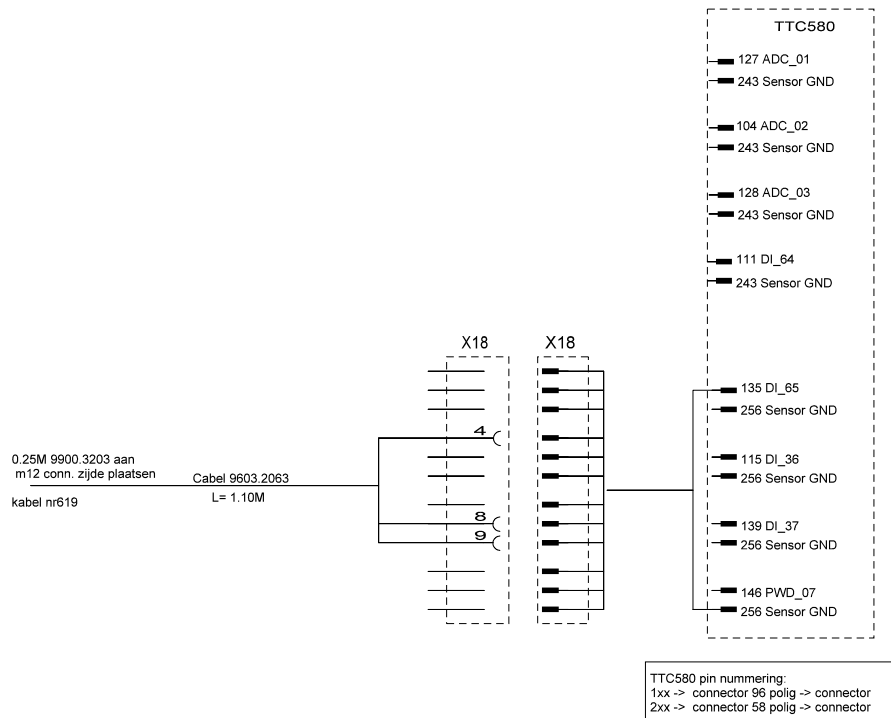 TTC580
127 ADC_01
243 Sensor GND
104 ADC_02
243 Sensor GND
128 ADC_03
243 Sensor GND
111 DI_64
243 Sensor GND
X18
X18
135 DI_65
256 Sensor GND
4
0.25M 9900.3203 aan
m12 conn. zijde plaatsen
kabel nr619
Cabel 9603.2063
L= 1.10M
115 DI_36
256 Sensor GND
8
9
139 DI_37
256 Sensor GND
146 PWD_07
256 Sensor GND
TTC580 pin nummering:
1xx -> connector 96 polig -> connector
2xx -> connector 58 polig -> connector